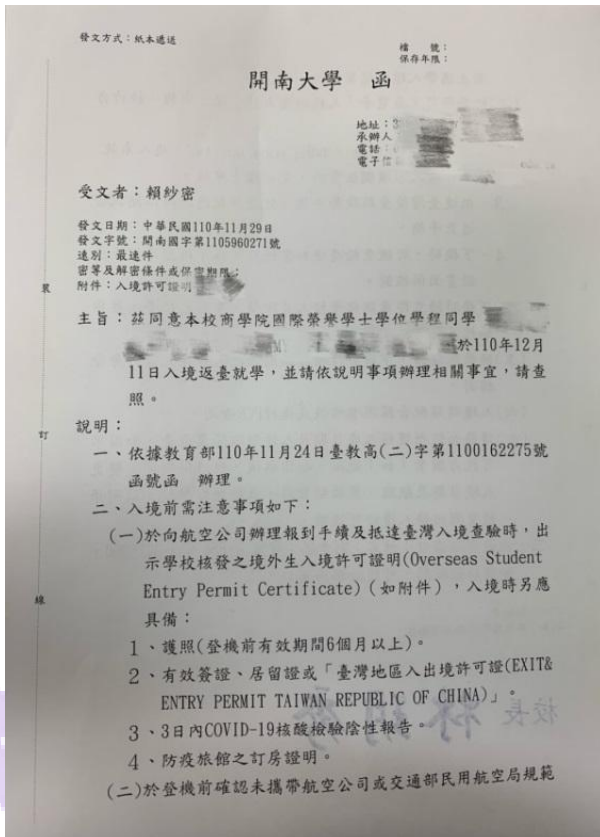 發文方式：紙本遞送
檔　　號：
保存年限：
開南大學　函
地址：3
承辦人
電話：
電子信
受文者：賴紗密
發文日期：中華民國110年11月29日
發文字號：開南國字第1105960271號
速別：最速件
密等及解密條件或保密期限：
附件：入境許可證明
主旨：茲同意本校商學院國際榮譽學士學位學程同學
於110年12月
11日入境返臺就學，並請依說明事項辦理相關事宜，請查
照。
說明：
一、依據教育部110年11月24日臺教高(二)字第1100162275號
函號函　辦理。
二、入境前需注意事項如下：
(一)於向航空公司辦理報到手續及抵達臺灣入境查驗時，出
示學校核發之境外生入境許可證明(Overseas Student
Entry Permit Certificate)(如附件)，入境時另應
具備：
1、護照(登機前有效期間6個月以上)。
2、有效簽證、居留證或「臺灣地區入出境許可證(EXIT&
ENTRY PERMIT TAIWAN REPUBLIC OF CHINA)」。
3、3日內COVID-19核酸檢驗陰性報告。
4、防疫旅館之訂房證明。
(二)於登機前確認未攜帶航空公司或交通部民用航空局規範
裝
訂
線